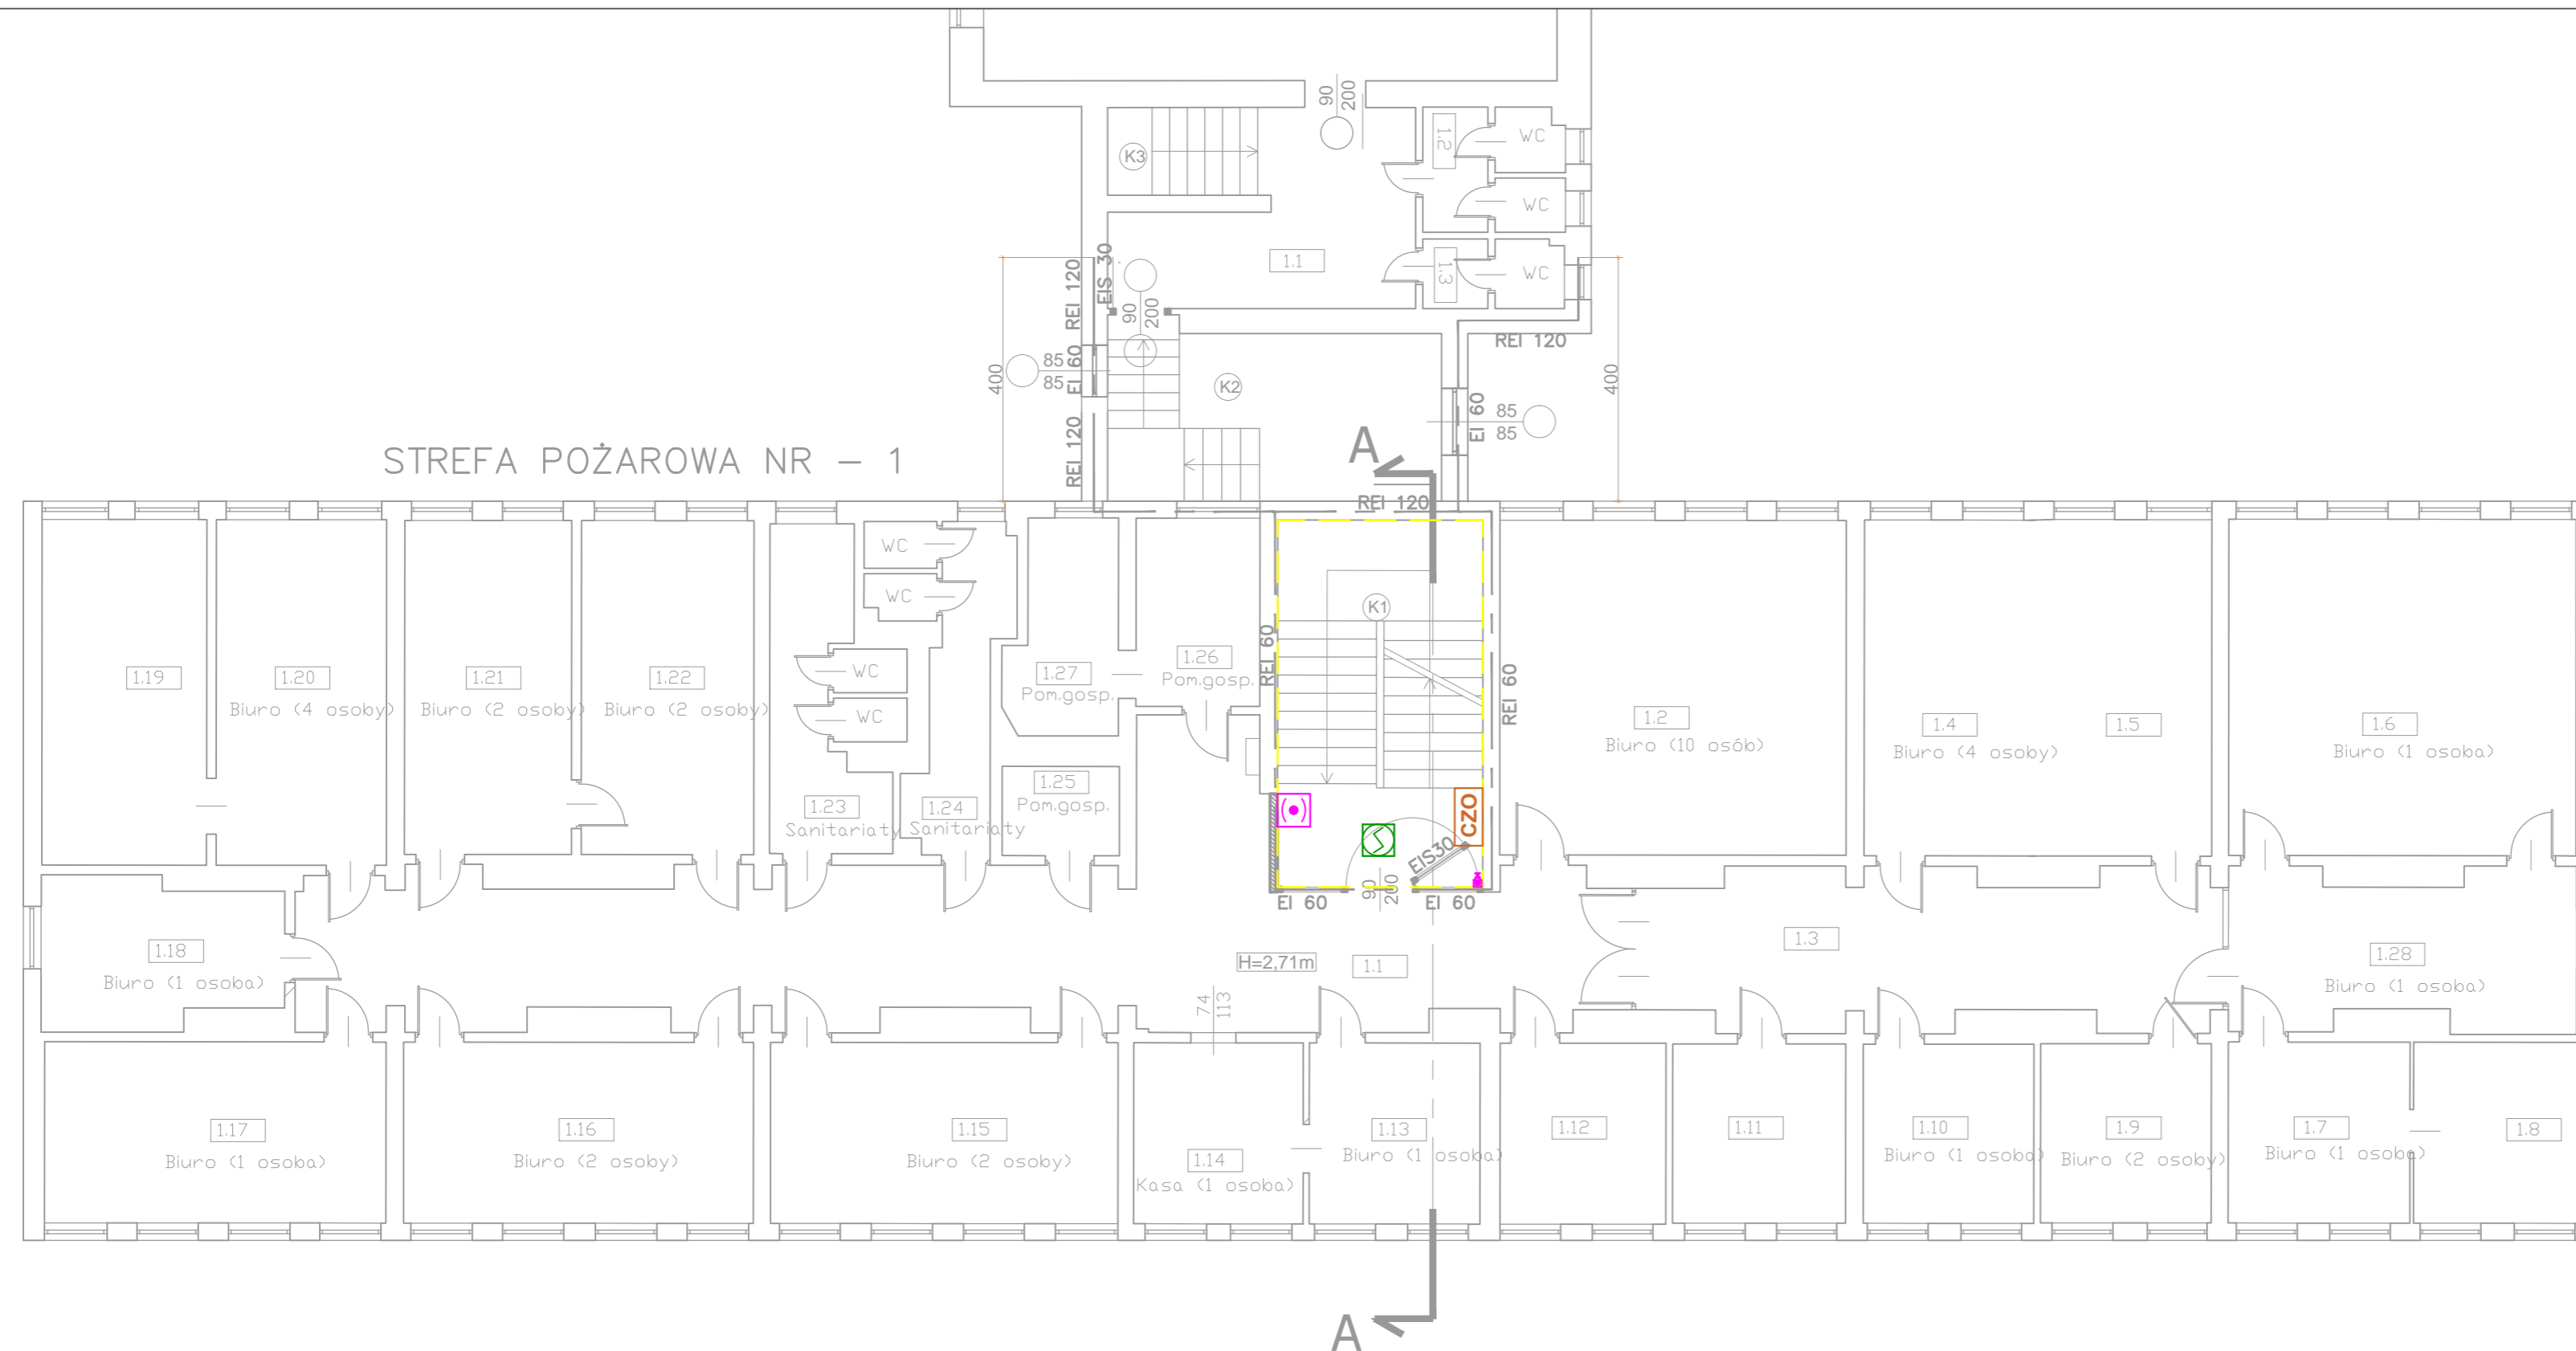 90
200
K3
1.2
WC
WC
1.1
1.3
WC
REI 120
EIS 30
90
200
REI 120
400
85
85
EI 60
K2
400
EI 60
85
85
REI 120
A
STREFA POŻAROWA NR – 1
REI 120
WC
WC
K1
REI 60
REI 60
1.19
1.20
Biuro (4 osoby)
1.21
Biuro (2 osoby)
1.22
Biuro (2 osoby)
WC
WC
1.27
Pom.gosp.
1.26
Pom.gosp.
1.2
Biuro (10 osób)
1.4
Biuro (4 osoby)
1.5
1.6
Biuro (1 osoba)
1.23
Sanitariaty
1.24
Sanitariaty
1.25
Pom.gosp.
CZO
EIS30
90
200
EI 60
EI 60
1.18
Biuro (1 osoba)
H=2,71m
1.1
1.3
1.28
Biuro (1 osoba)
74
113
1.17
Biuro (1 osoba)
1.16
Biuro (2 osoby)
1.15
Biuro (2 osoby)
1.14
Kasa (1 osoba)
1.13
Biuro (1 osoba)
1.12
1.11
1.10
Biuro (1 osoba)
1.9
Biuro (2 osoby)
1.7
Biuro (1 osoba)
1.8
A